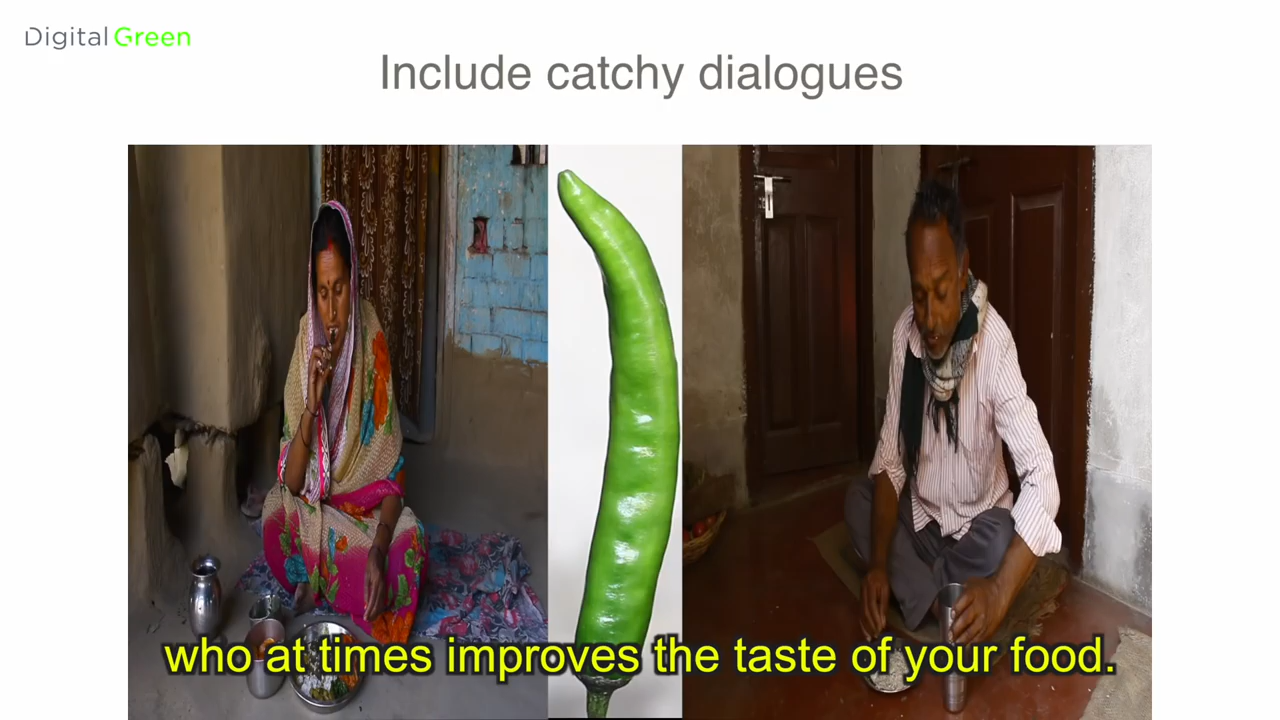 Digital Green
Include catchy dialogues
who at times improves the taste of your food.